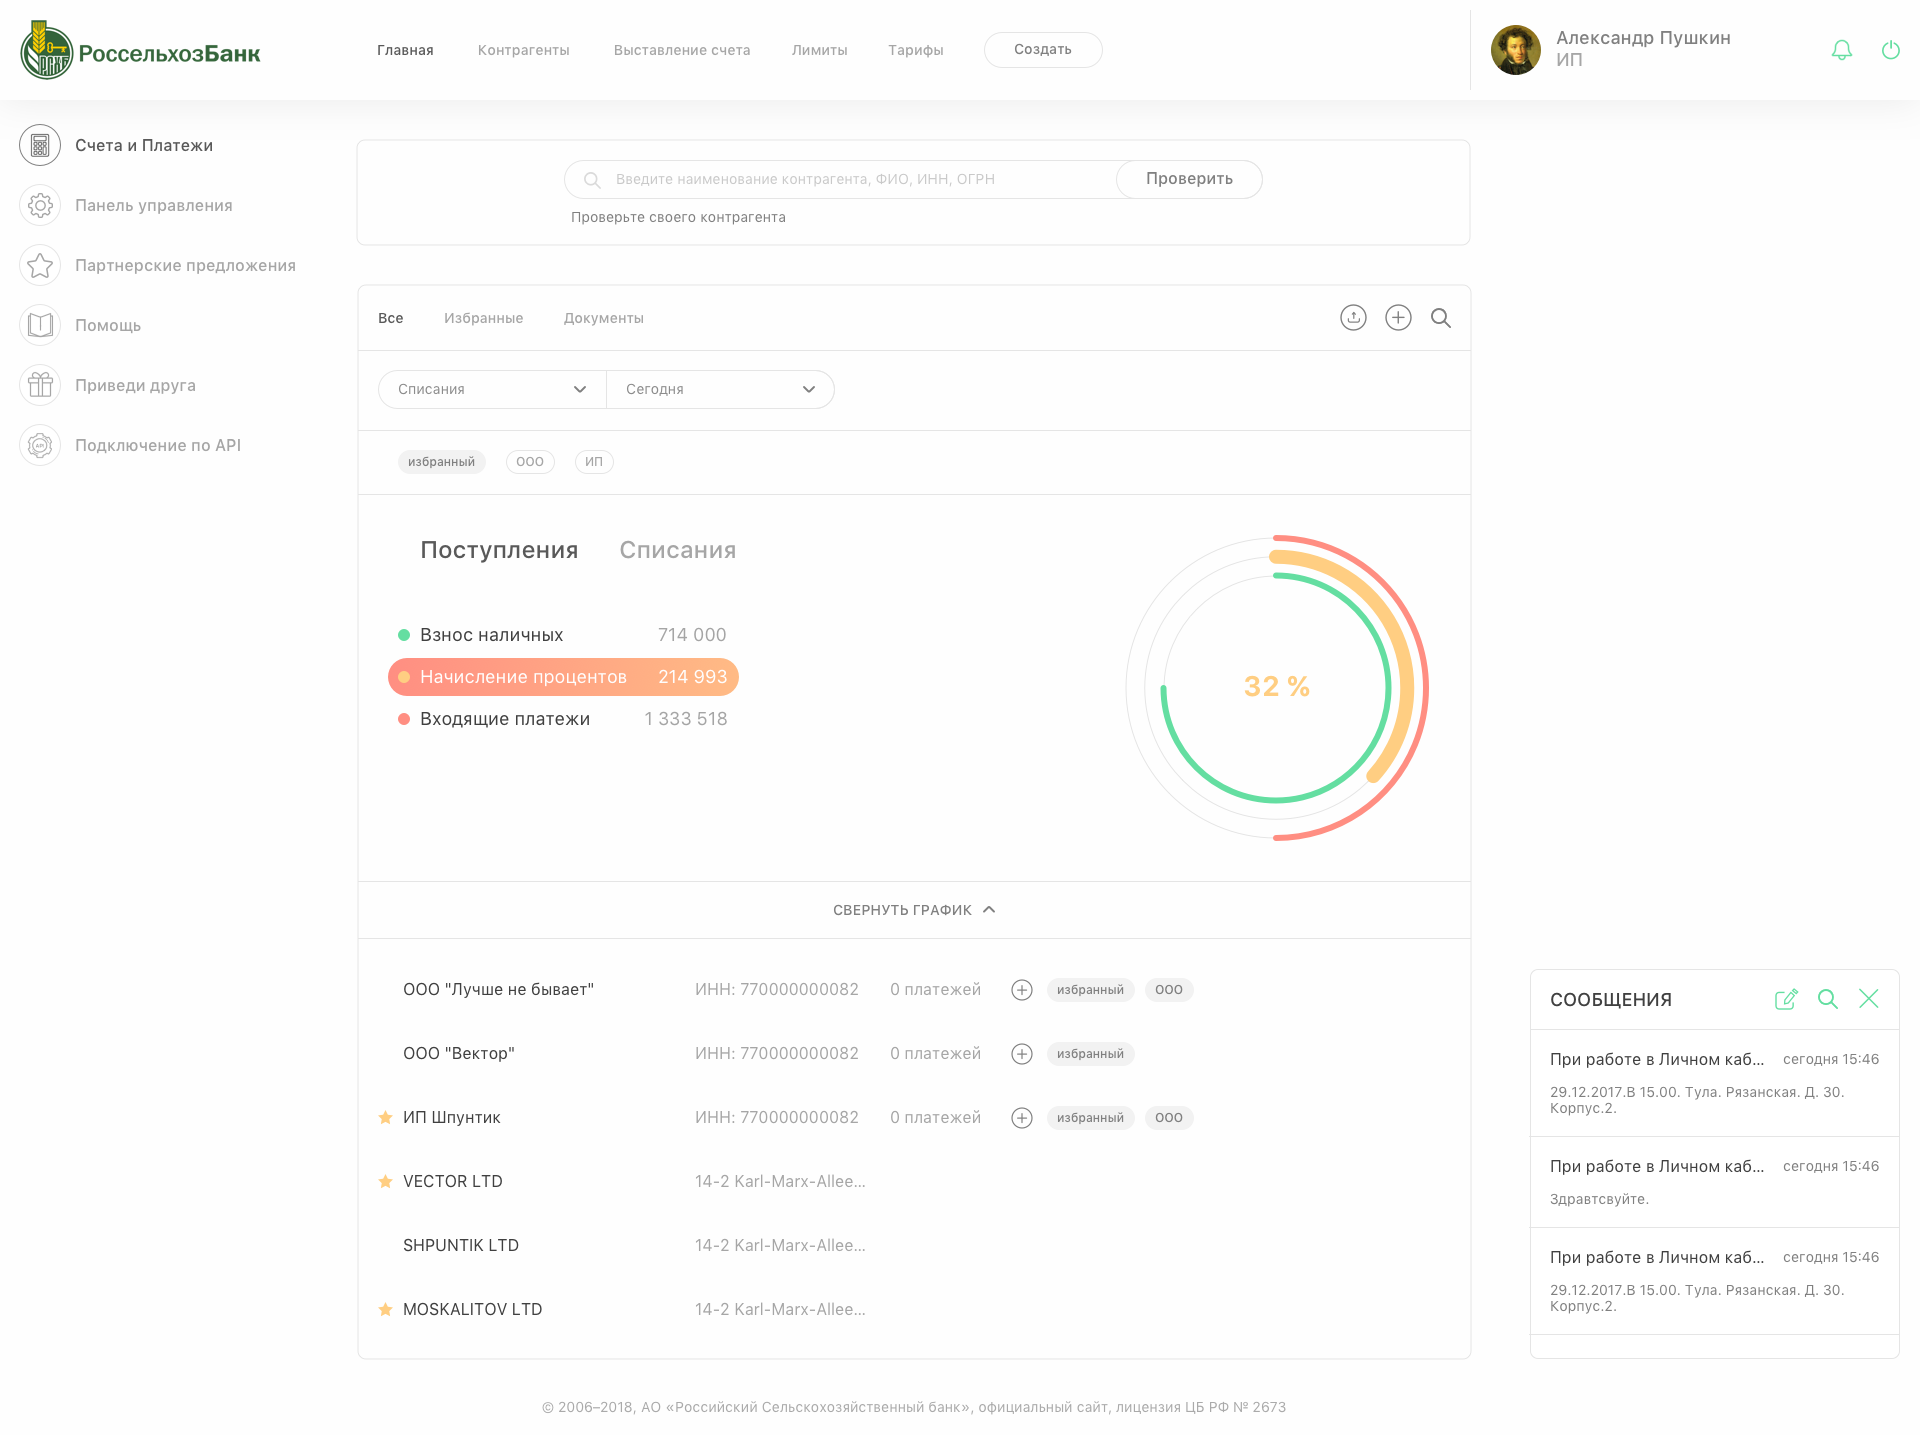 РоссельхозБанк
Главная
Контрагенты
Выставление счета
Лимиты
Тарифы
Создать
Александр Пушкин
ИП
Счета и Платежи
Панель управления
Партнерские предложения
Помощь
Приведи друга
API
Подключение по API
Введите наименование контрагента, ФИО, ИНН, ОГРН
Проверить
Проверьте своего контрагента
Все
Избранные
Документы
Списания
Сегодня
избранный
ООО
ИП
Поступления
Списания
Взнос наличных 714 000
Начисление процентов 214 993
Входящие платежи 1 333 518
32 %
СВЕРНУТЬ ГРАФИК
ООО "Лучше не бывает" ИНН: 770000000082 0 платежей избранный ООО
ООО "Вектор" ИНН: 770000000082 0 платежей избранный
ИП Шпунтик ИНН: 770000000082 0 платежей избранный ООО
VECTOR LTD 14-2 Karl-Marx-Allee...
SHPUNTIK LTD 14-2 Karl-Marx-Allee...
MOSKALITOV LTD 14-2 Karl-Marx-Allee...
СООБЩЕНИЯ
При работе в Личном каб... сегодня 15:46
29.12.2017.В 15.00. Тула. Рязанская. Д. 30.
Корпус.2.
При работе в Личном каб... сегодня 15:46
Здравтсвуйте.
При работе в Личном каб... сегодня 15:46
29.12.2017.В 15.00. Тула. Рязанская. Д. 30.
Корпус.2.
© 2006–2018, АО «Российский Сельскохозяйственный банк», официальный сайт, лицензия ЦБ РФ № 2673